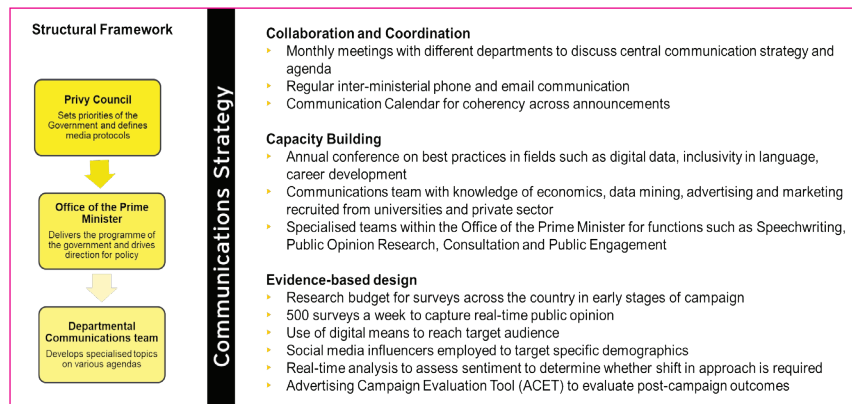 Structural Framework
Privy Council
Sets priorities of the
Government and defines
media protocols
Office of the Prime
Minister
Delivers the programme of
the government and drives
direction for policy
Departmental
Communications team
Develops specialised topics
on various agendas
Communications Strategy
Collaboration and Coordination
Monthly meetings with different departments to discuss central communication strategy and
agenda
Regular inter-ministerial phone and email communication
Communication Calendar for coherency across announcements
Capacity Building
Annual conference on best practices in fields such as digital data, inclusivity in language,
career development
Communications team with knowledge of economics, data mining, advertising and marketing
recruited from universities and private sector
Specialised teams within the Office of the Prime Minister for functions such as Speechwriting,
Public Opinion Research, Consultation and Public Engagement
Evidence-based design
Research budget for surveys across the country in early stages of campaign
500 surveys a week to capture real-time public opinion
Use of digital means to reach target audience
Social media influencers employed to target specific demographics
Real-time analysis to assess sentiment to determine whether shift in approach is required
Advertising Campaign Evaluation Tool (ACET) to evaluate post-campaign outcomes